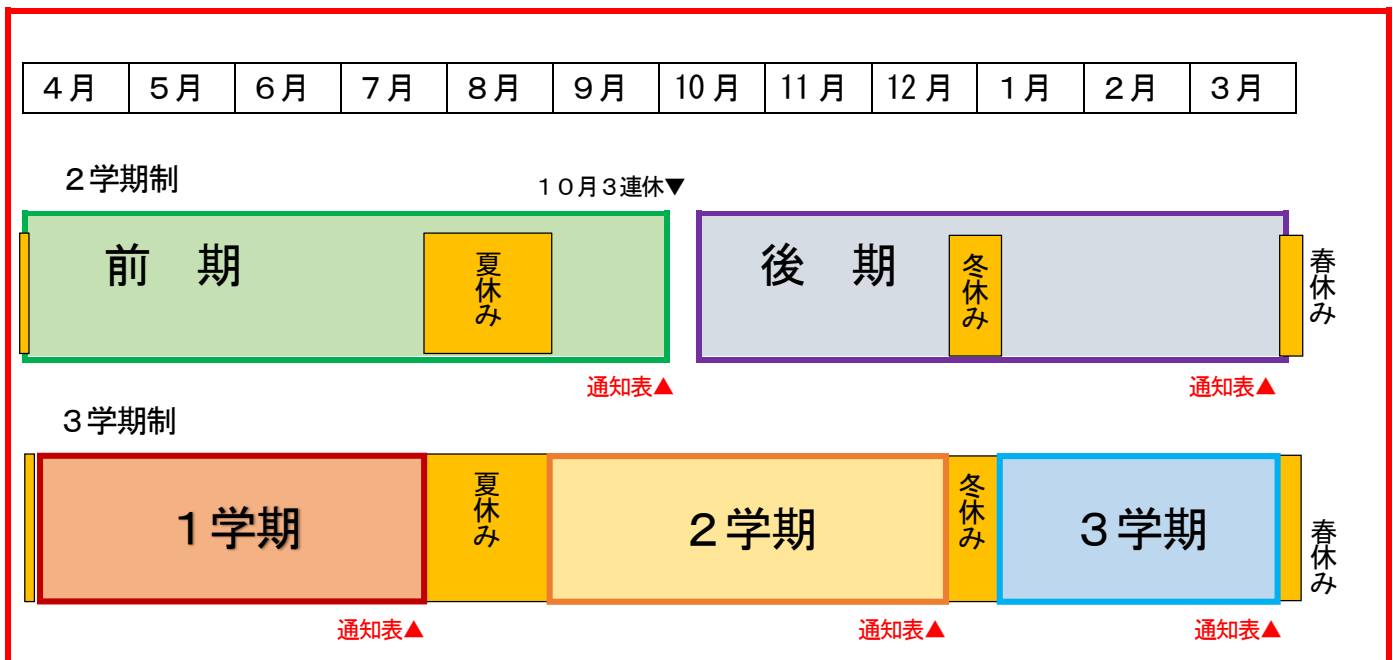 ４月 ５月 ６月 ７月 ８月 ９月 10月 11月 12月 １月 ２月 ３月
２学期制
１０月３連休▼
前 期
夏休み
後 期
冬休み
春休み
通知表▲
通知表▲
３学期制
１学期
夏休み
２学期
冬休み
３学期
春休み
通知表▲
通知表▲
通知表▲